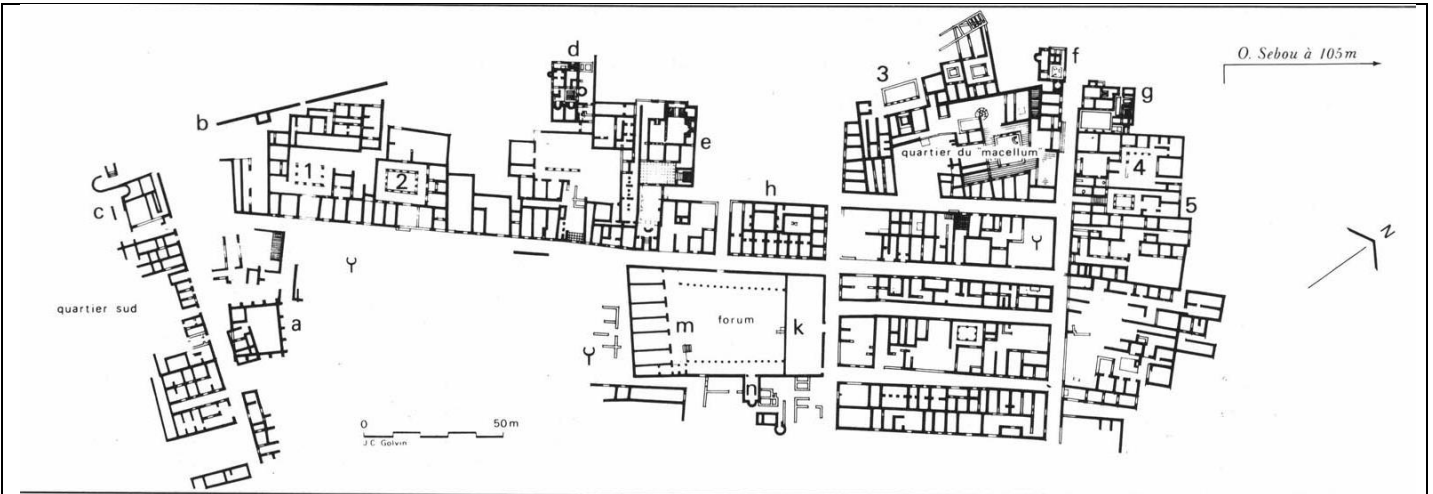 d
f
O. Sebou à 105m
3
g
b
e
quartier du "macellum"
4
1
2
h
5
c
N
quartier sud
a
forum
m
k
n
0 50m
J.C Golvin